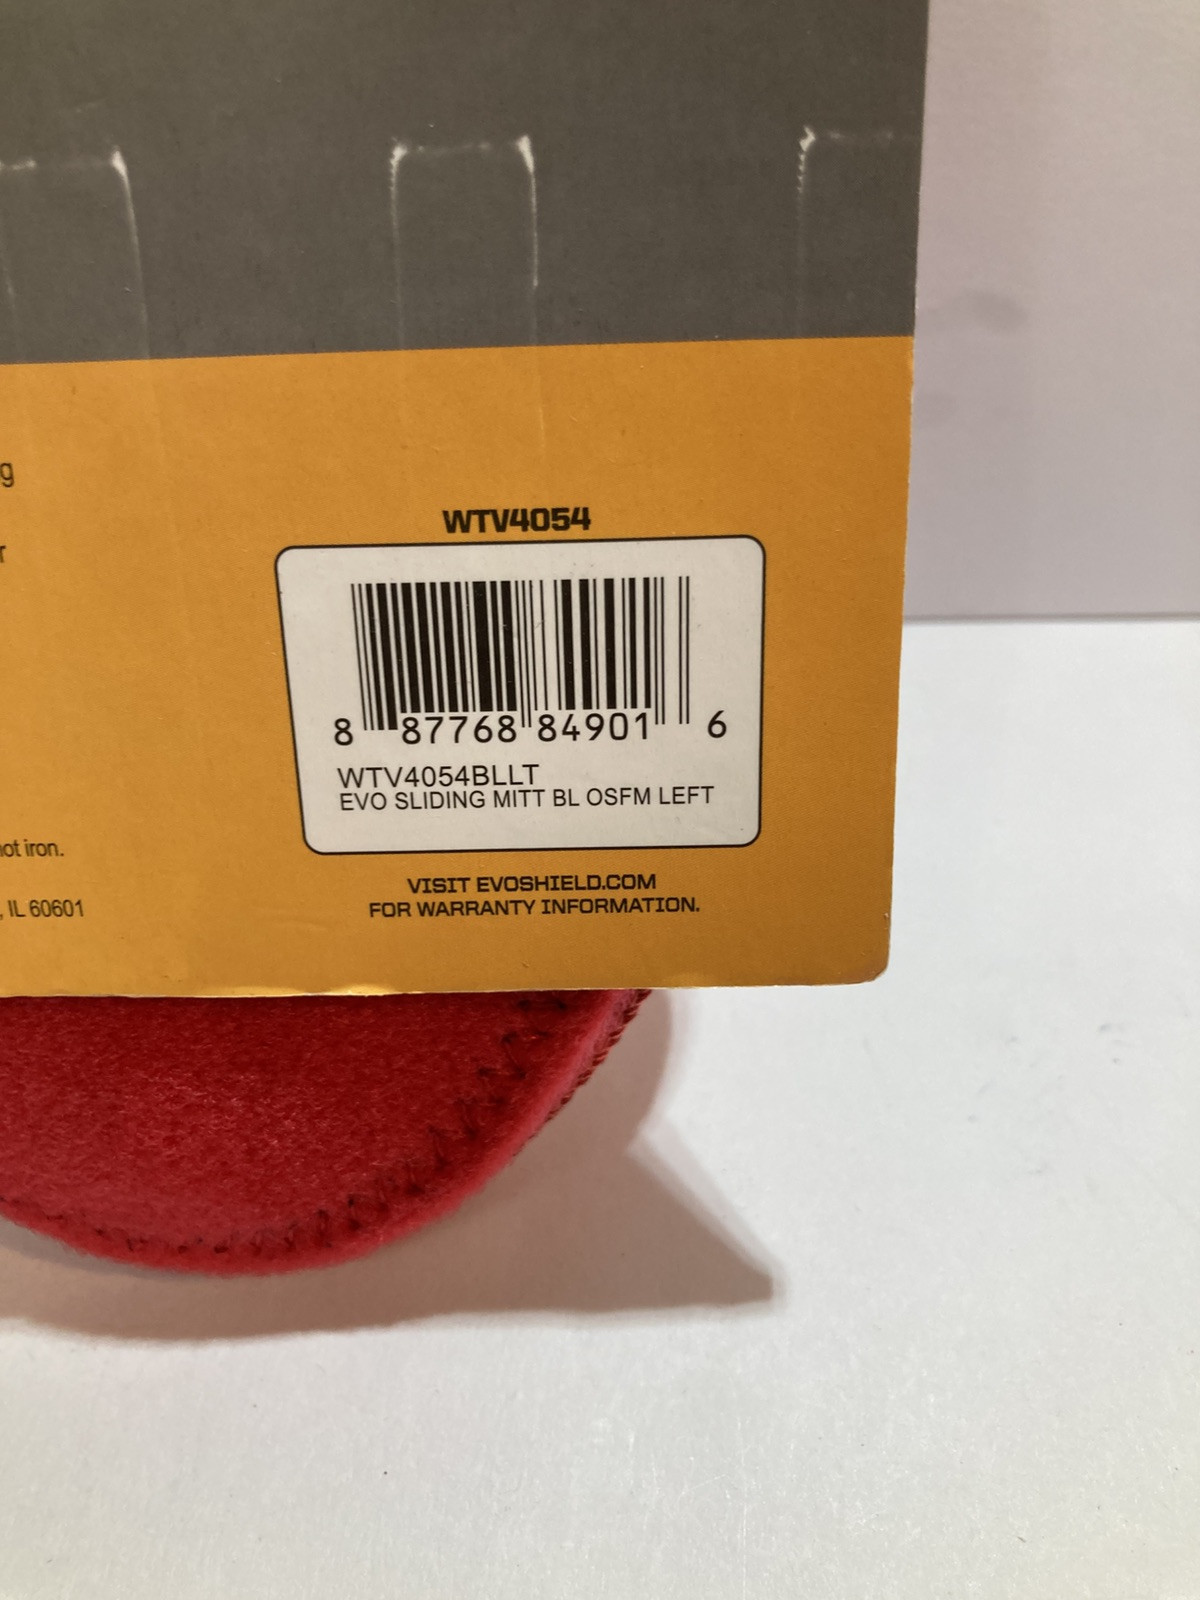 g
r
WTV4054
8 87768 84901 6
WTV4054BLLT
EVO SLIDING MITT BL OSFM LEFT
not iron.
VISIT EVOSHIELD.COM
, IL 60601
FOR WARRANTY INFORMATION.